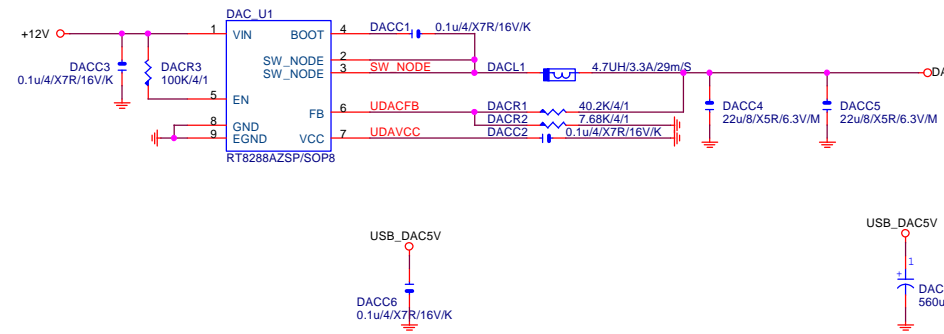 DAC_U1
+12V
1
VIN
BOOT
4
DACC1
0.1u/4/X7R/16V/K
DACC3
0.1u/4/X7R/16V/K
DACR3
100K/4/1
SW_NODE
2
SW_NODE
3
SW_NODE
DACL1
4.7UH/3.3A/29m/S
5
EN
FB
6
UDACFB
DACR1
40.2K/4/1
DACR2
7.68K/4/1
8
GND
9
EGND
VCC
7
UDAVCC
DACC2
0.1u/4/X7R/16V/K
RT8288AZSP/SOP8
DACC4
22u/8/X5R/6.3V/M
DACC5
22u/8/X5R/6.3V/M
USB_DAC5V
DACC6
0.1u/4/X7R/16V/K
USB_DAC5V
1
+
DAC
560u